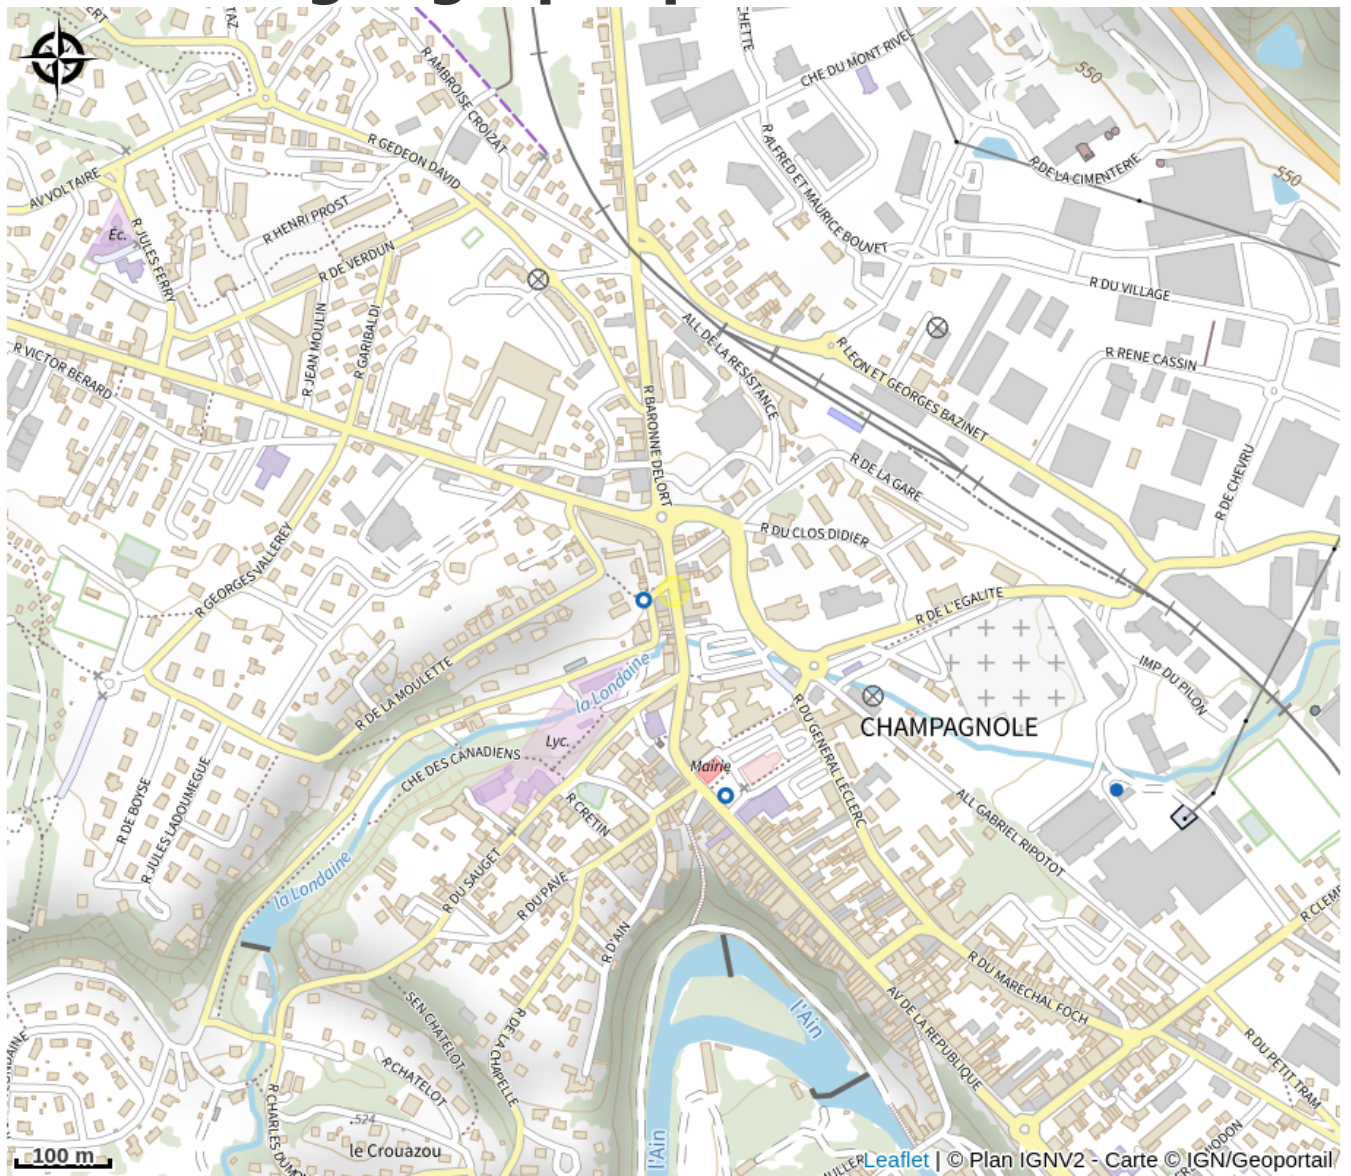 R AMBROISE CROIZAT
CHE DU MONT RIVEL
550
R GEDEON DAVID
R ALFRED ET MAURICE BOUVET
R DE LA CIMENTERIE
550
AV VOLTAIRE
R HENRI PROST
Éc.
R JULES FERRY
R DE VERDUN
R DU VILLAGE
R JEAN MOULIN
R GARIBALDI
ALL DE LA RESISTANCE
R LEON ET GEORGES BAZINET
R RENE CASSIN
R VICTOR BERARD
R BARONNE DELORT
R DE LA GARE
R DE CHEVRU
R DU CLOS DIDIER
R GEORGES VALLEREY
R DE L'EGALITE
R DE LA MOULETTE
la Londaine
IMP DU PILON
Lyc.
CHAMPAGNOLE
CHE DES CANADIENS
Mairie
R DU GENERAL LECLERC
R DE BOYSE
R JULES LADOUMEGUE
R CRETIN
ALL GABRIEL RIPOTOT
la Londaine
R DU SAUGET
R DU PAVE
R D'AIN
R DU MARECHAL FOCH
l'Ain
AV DE LA REPUBLIQUE
SEN CHATELOT
R DE LA CHAPELLE
R DU PETIT TRAM
R CHATELOT
524
le Crouazou
l'Ain
100 m
Leaflet | © Plan IGNV2 - Carte © IGN/Geoportail